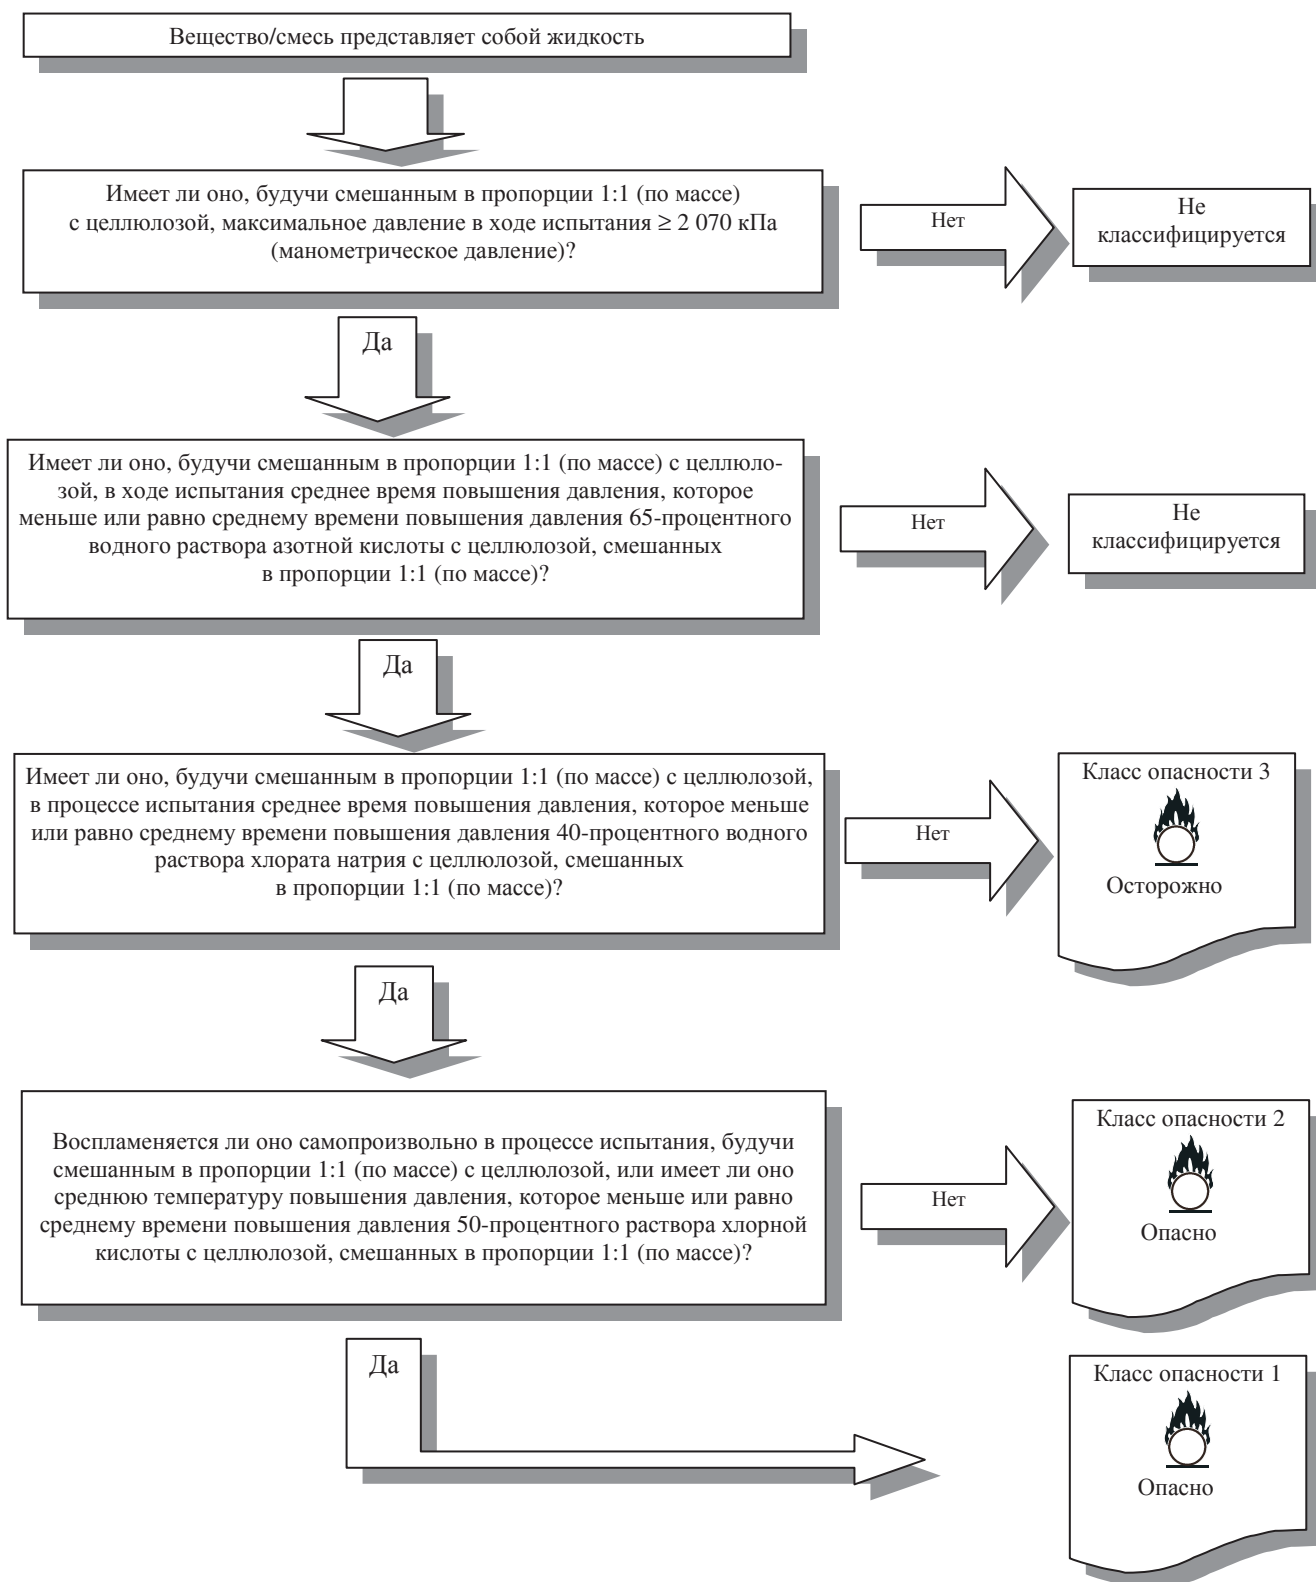 Вещество/смесь представляет собой жидкость
Имеет ли оно, будучи смешанным в пропорции 1:1 (по массе)
с целлюлозой, максимальное давление в ходе испытания ≥ 2 070 кПа
(манометрическое давление)?
Нет
Не
классифицируется
Да
Имеет ли оно, будучи смешанным в пропорции 1:1 (по массе) с целлюло-
зой, в ходе испытания среднее время повышения давления, которое
меньше или равно среднему времени повышения давления 65-процентного
водного раствора азотной кислоты с целлюлозой, смешанных
в пропорции 1:1 (по массе)?
Нет
Не
классифицируется
Да
Имеет ли оно, будучи смешанным в пропорции 1:1 (по массе) с целлюлозой,
в процессе испытания среднее время повышения давления, которое меньше
или равно среднему времени повышения давления 40-процентного водного
раствора хлората натрия с целлюлозой, смешанных
в пропорции 1:1 (по массе)?
Нет
Класс опасности 3
Осторожно
Да
Воспламеняется ли оно самопроизвольно в процессе испытания, будучи
смешанным в пропорции 1:1 (по массе) с целлюлозой, или имеет ли оно
среднюю температуру повышения давления, которое меньше или равно
среднему времени повышения давления 50-процентного раствора хлорной
кислоты с целлюлозой, смешанных в пропорции 1:1 (по массе)?
Нет
Класс опасности 2
Опасно
Да
Класс опасности 1
Опасно